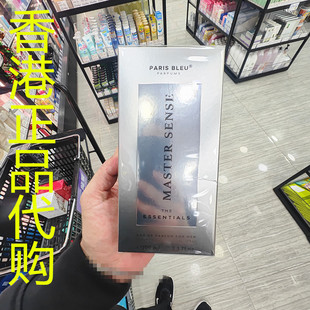 香港正品代购
PARIS BLEU®
PARFUMS
MASTER SENSE
THE
ESSENTIALS